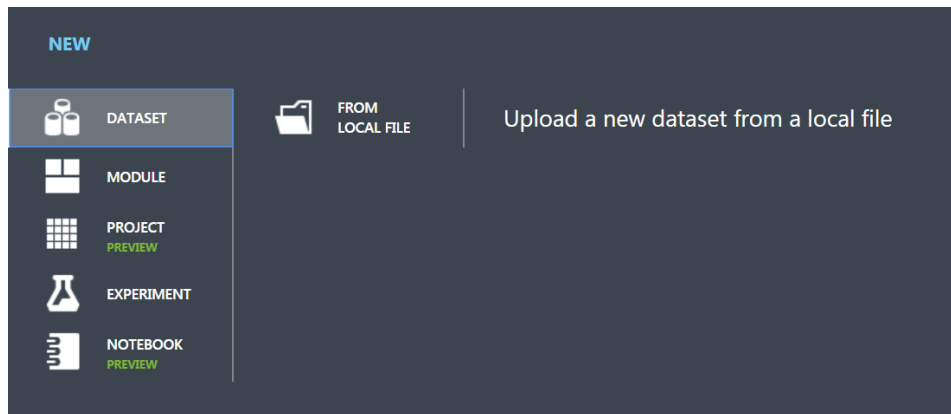 NEW
DATASET
FROM
LOCAL FILE
Upload a new dataset from a local file
MODULE
PROJECT
PREVIEW
EXPERIMENT
NOTEBOOK
PREVIEW